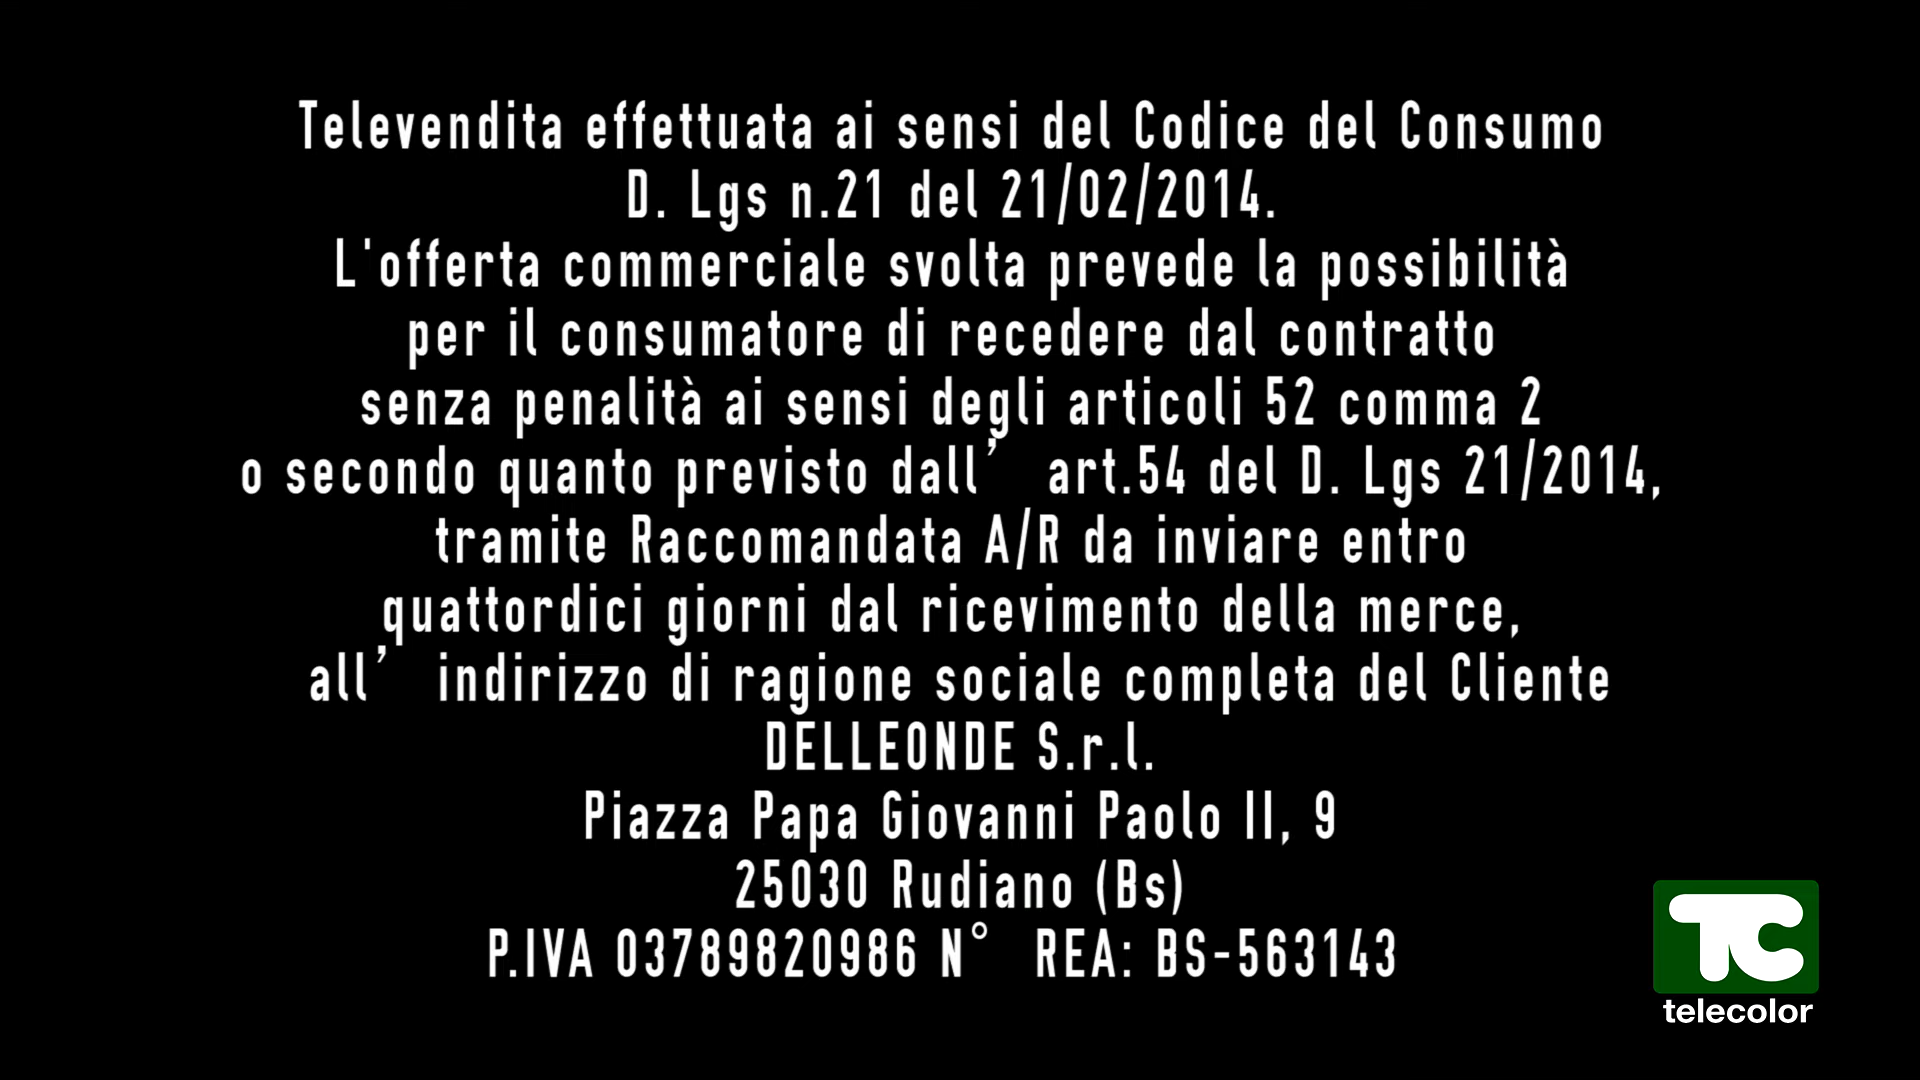 Televendita effettuata ai sensi del Codice del Consumo
D. Lgs n.21 del 21/02/2014.
L'offerta commerciale svolta prevede la possibilità
per il consumatore di recedere dal contratto
senza penalità ai sensi degli articoli 52 comma 2
o secondo quanto previsto dall’ art.54 del D. Lgs 21/2014,
tramite Raccomandata A/R da inviare entro
quattordici giorni dal ricevimento della merce,
all’ indirizzo di ragione sociale completa del Cliente
DELLEONDE S.r.l.
Piazza Papa Giovanni Paolo II, 9
25030 Rudiano (Bs)
P.IVA 03789820986 N° REA: BS-563143
TC
telecolor